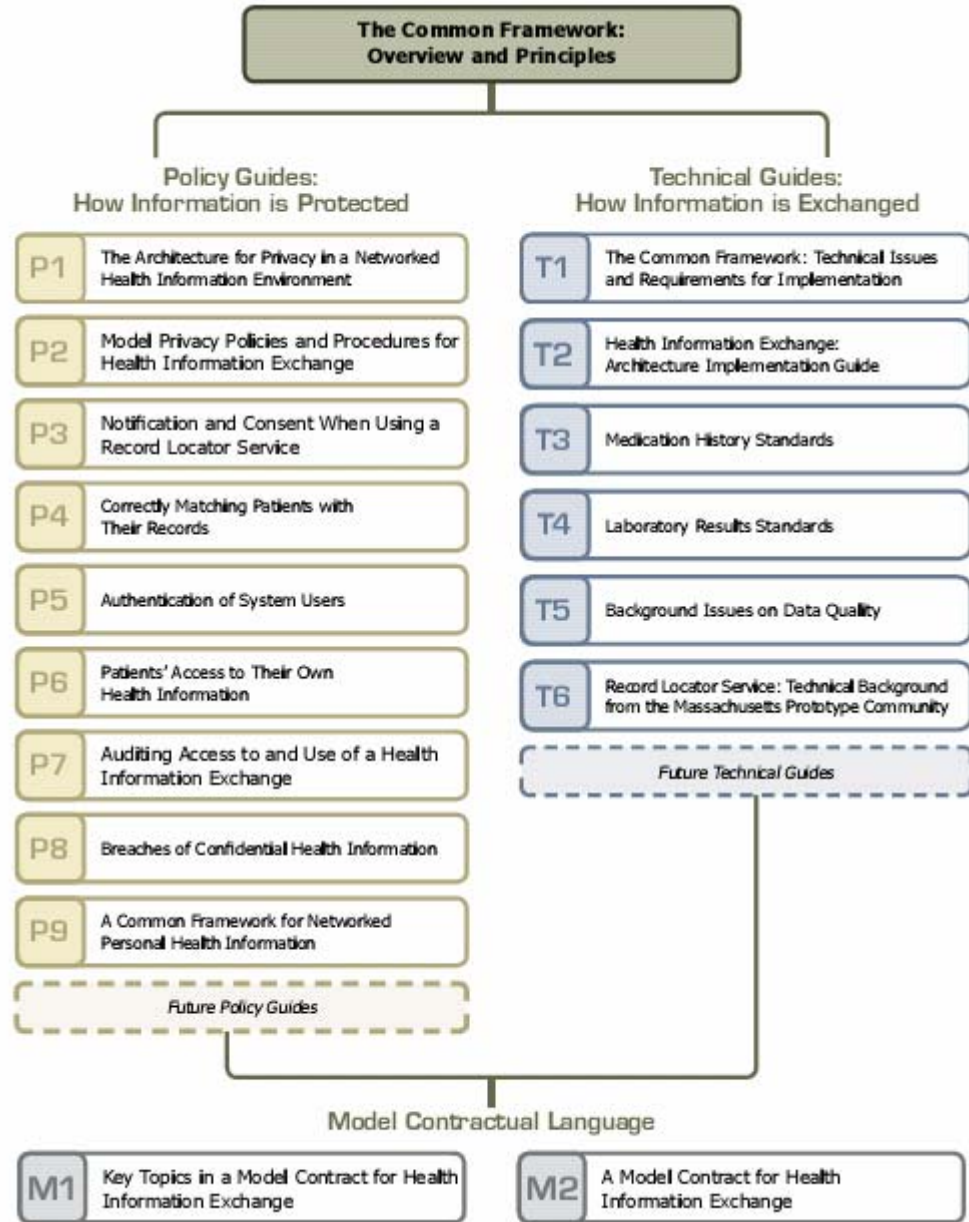 The Common Framework:
Overview and Principles
Policy Guides:
How Information is Protected
P1
The Architecture for Privacy in a Networked
Health Information Environment
P2
Model Privacy Policies and Procedures for
Health Information Exchange
P3
Notification and Consent When Using a
Record Locator Service
P4
Correctly Matching Patients with
Their Records
P5
Authentication of System Users
P6
Patients' Access to Their Own
Health Information
P7
Auditing Access to and Use of a Health
Information Exchange
P8
Breaches of Confidential Health Information
P9
A Common Framework for Networked
Personal Health Information
Future Policy Guides
Technical Guides:
How Information is Exchanged
T1
The Common Framework: Technical Issues
and Requirements for Implementation
T2
Health Information Exchange:
Architecture Implementation Guide
T3
Medication History Standards
T4
Laboratory Results Standards
T5
Background Issues on Data Quality
T6
Record Locator Service: Technical Background
from the Massachusetts Prototype Community
Future Technical Guides
Model Contractual Language
M1
Key Topics in a Model Contract for Health
Information Exchange
M2
A Model Contract for Health
Information Exchange